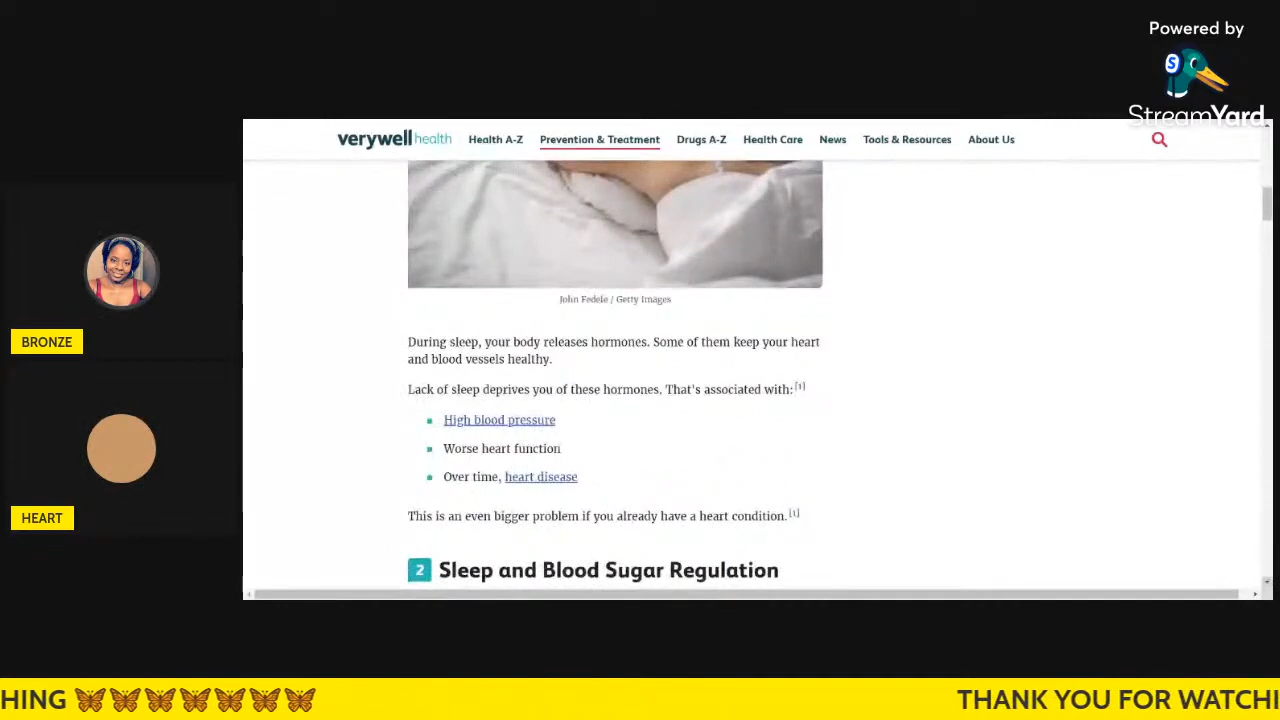 Powered by
S
StreamYard
verywell health Health A-Z Prevention & Treatment Drugs A-Z Health Care News Tools & Resources About Us
John Fedele / Getty Images
During sleep, your body releases hormones. Some of them keep your heart
and blood vessels healthy.
Lack of sleep deprives you of these hormones. That's associated with:[1]
High blood pressure
Worse heart function
Over time, heart disease
This is an even bigger problem if you already have a heart condition.[1]
2 Sleep and Blood Sugar Regulation
BRONZE
HEART
HING 🦋🦋🦋🦋🦋🦋🦋 THANK YOU FOR WATCHI